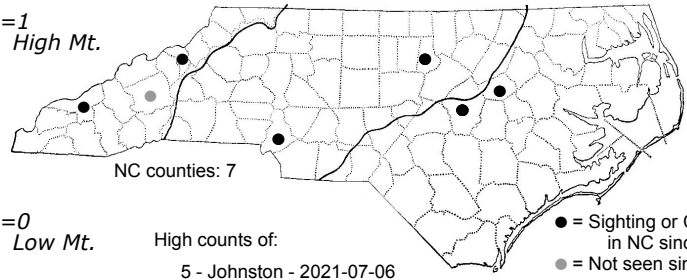 =1
High Mt.
NC counties: 7
=0
Low Mt.
High counts of:
5 - Johnston - 2021-07-06
● = Sighting or
in NC sinc
● = Not seen sin